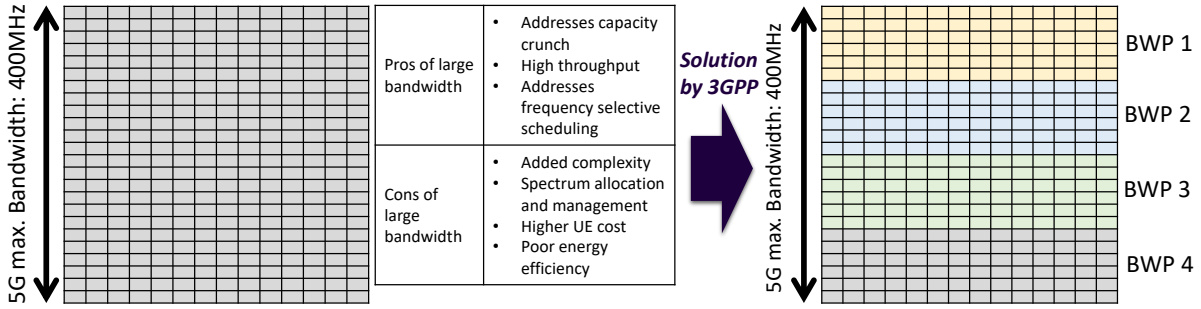 5G max. Bandwidth: 400MHz
Pros of large
bandwidth
• Addresses capacity
crunch
• High throughput
• Addresses
frequency selective
scheduling
Cons of
large
bandwidth
• Added complexity
• Spectrum allocation
and management
• Higher UE cost
• Poor energy
efficiency
Solution
by 3GPP
5G max. Bandwidth: 400MHz
BWP 1
BWP 2
BWP 3
BWP 4